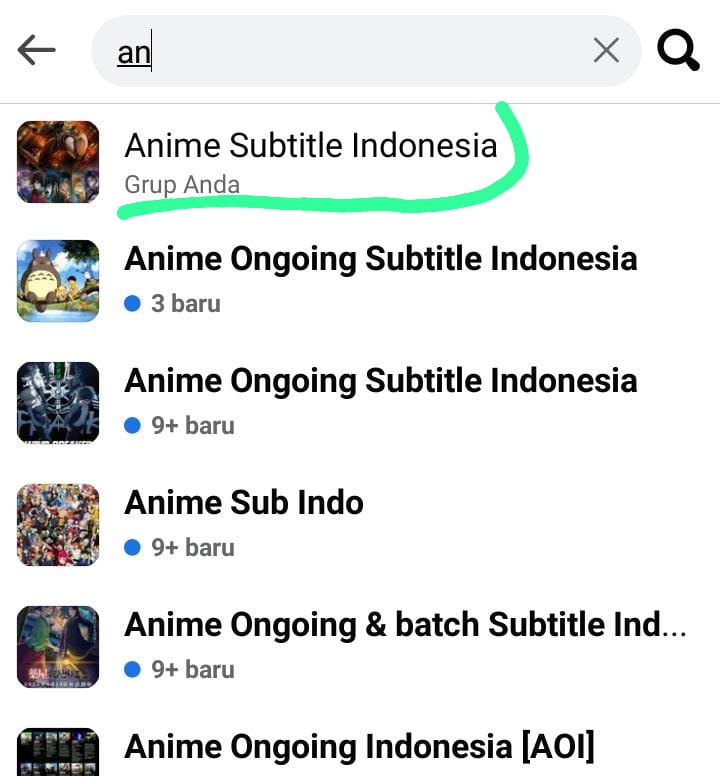 an
Anime Subtitle Indonesia
Grup Anda
Anime Ongoing Subtitle Indonesia
3 baru
Anime Ongoing Subtitle Indonesia
9+ baru
Anime Sub Indo
9+ baru
Anime Ongoing & batch Subtitle Ind...
9+ baru
Anime Ongoing Indonesia [AOI]